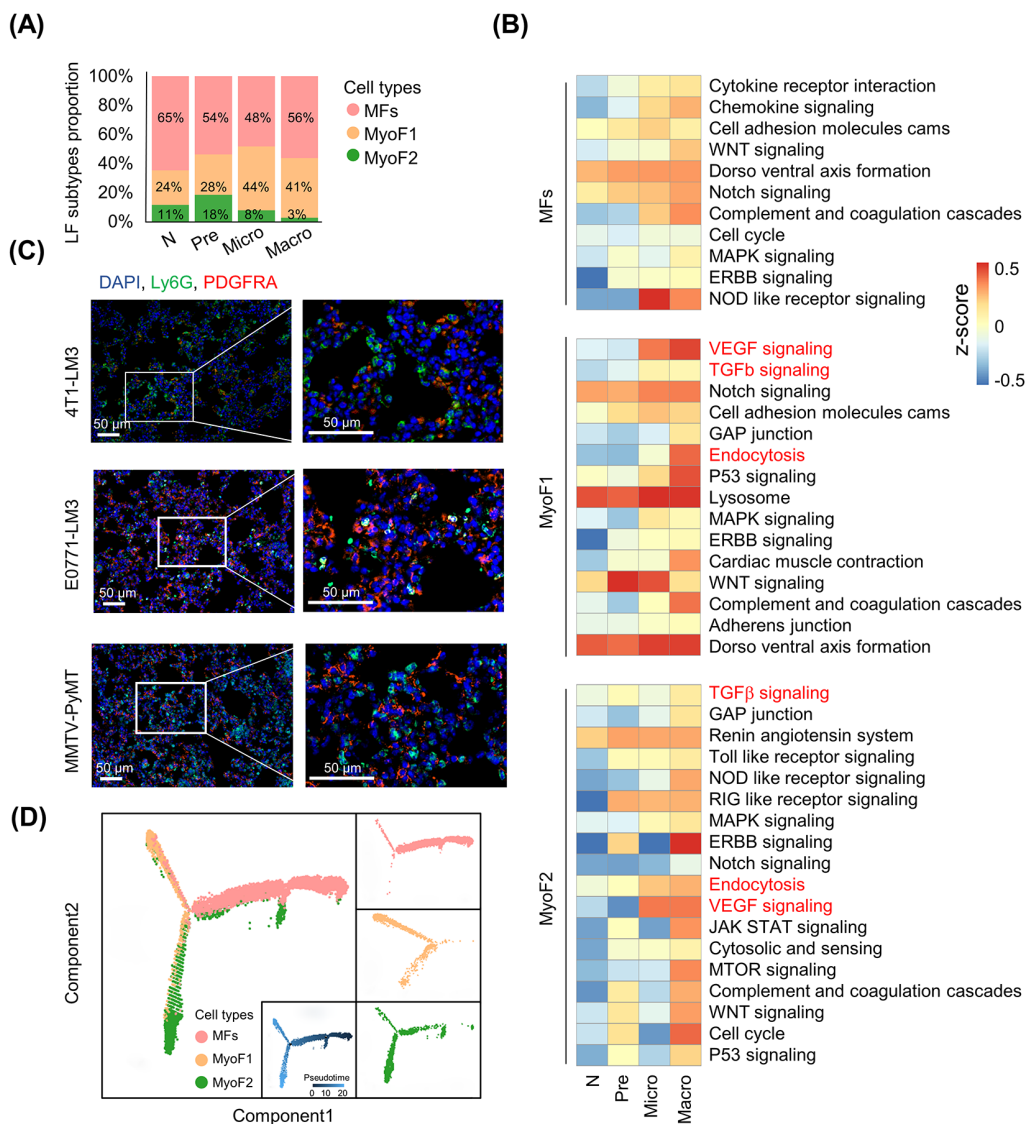 (A)
LF subtypes proportion
100%
80%
60%
40%
20%
0%
65% 54% 48% 56%
24% 28% 44% 41%
11% 18% 8% 3%
N Pre Micro Macro
Cell types
MFs
MyoF1
MyoF2
(B)
MFs
Cytokine receptor interaction
Chemokine signaling
Cell adhesion molecules cams
WNT signaling
Dorso ventral axis formation
Notch signaling
Complement and coagulation cascades
Cell cycle
MAPK signaling
ERBB signaling
NOD like receptor signaling
MyoF1
VEGF signaling
TGFb signaling
Notch signaling
Cell adhesion molecules cams
GAP junction
Endocytosis
P53 signaling
Lysosome
MAPK signaling
ERBB signaling
Cardiac muscle contraction
WNT signaling
Complement and coagulation cascades
Adherens junction
Dorso ventral axis formation
MyoF2
TGFβ signaling
GAP junction
Renin angiotensin system
Toll like receptor signaling
NOD like receptor signaling
RIG like receptor signaling
MAPK signaling
ERBB signaling
Notch signaling
Endocytosis
VEGF signaling
JAK STAT signaling
Cytosolic and sensing
MTOR signaling
Complement and coagulation cascades
WNT signaling
Cell cycle
P53 signaling
N Pre Micro Macro
z-score
0.5
0
-0.5
(C)
DAPI, Ly6G, PDGFRA
4T1-LM3
50 μm
50 μm
E0771-LM3
50 μm
50 μm
MMTV-PyMT
50 μm
50 μm
(D)
Component2
Cell types
MFs
MyoF1
MyoF2
Pseudotime
0 10 20
Component1